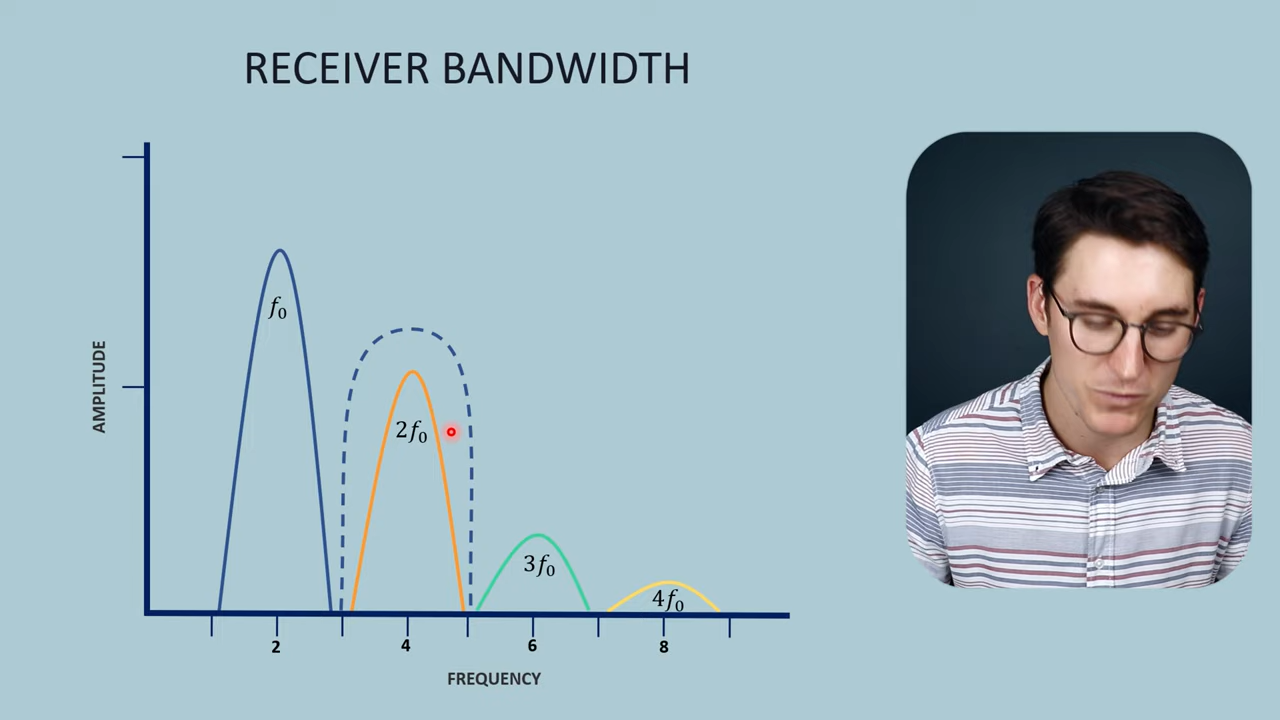 RECEIVER BANDWIDTH
AMPLITUDE
f₀
2f₀
3f₀
4f₀
2 4 6 8
FREQUENCY